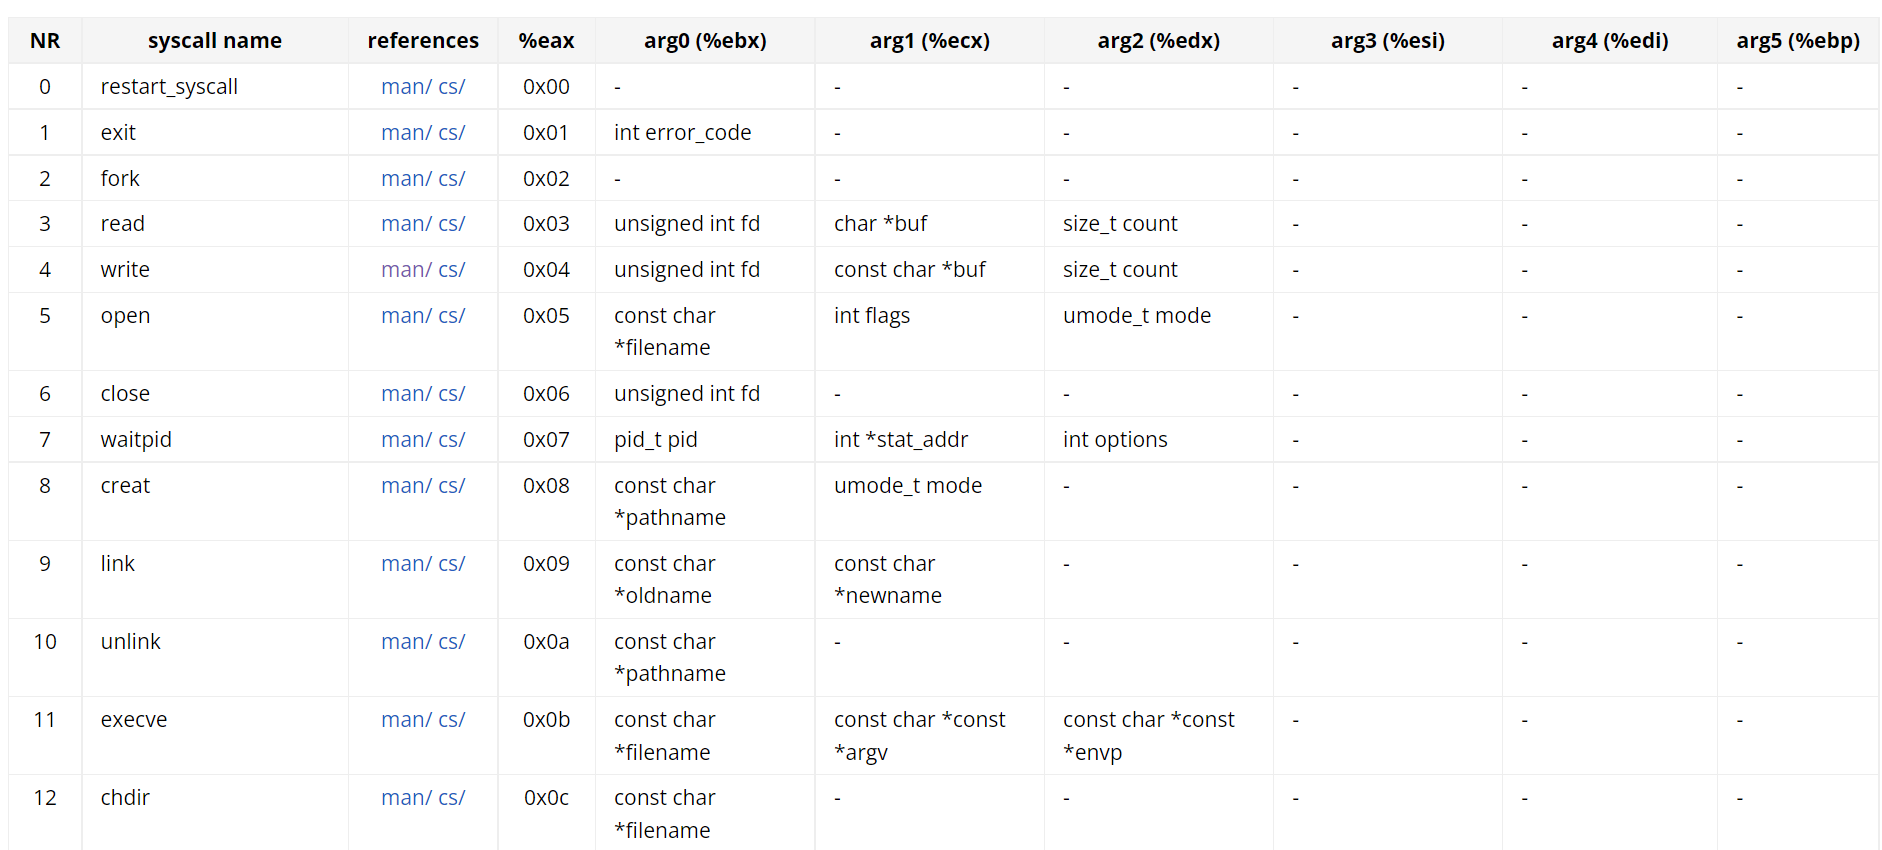 NR syscall name references %eax arg0 (%ebx) arg1 (%ecx) arg2 (%edx) arg3 (%esi) arg4 (%edi) arg5 (%ebp)
0 restart_syscall man/ cs/ 0x00 - - - - - -
1 exit man/ cs/ 0x01 int error_code - - - - -
2 fork man/ cs/ 0x02 - - - - - -
3 read man/ cs/ 0x03 unsigned int fd char *buf size_t count - - -
4 write man/ cs/ 0x04 unsigned int fd const char *buf size_t count - - -
5 open man/ cs/ 0x05 const char int flags umode_t mode - - -
*filename
6 close man/ cs/ 0x06 unsigned int fd - - - - -
7 waitpid man/ cs/ 0x07 pid_t pid int *stat_addr int options - - -
8 creat man/ cs/ 0x08 const char umode_t mode - - - -
*pathname
9 link man/ cs/ 0x09 const char const char - - - -
*oldname *newname
10 unlink man/ cs/ 0x0a const char - - - - -
*pathname
11 execve man/ cs/ 0x0b const char const char *const const char *const - - -
*filename *argv *envp
12 chdir man/ cs/ 0x0c const char - - - - -
*filename